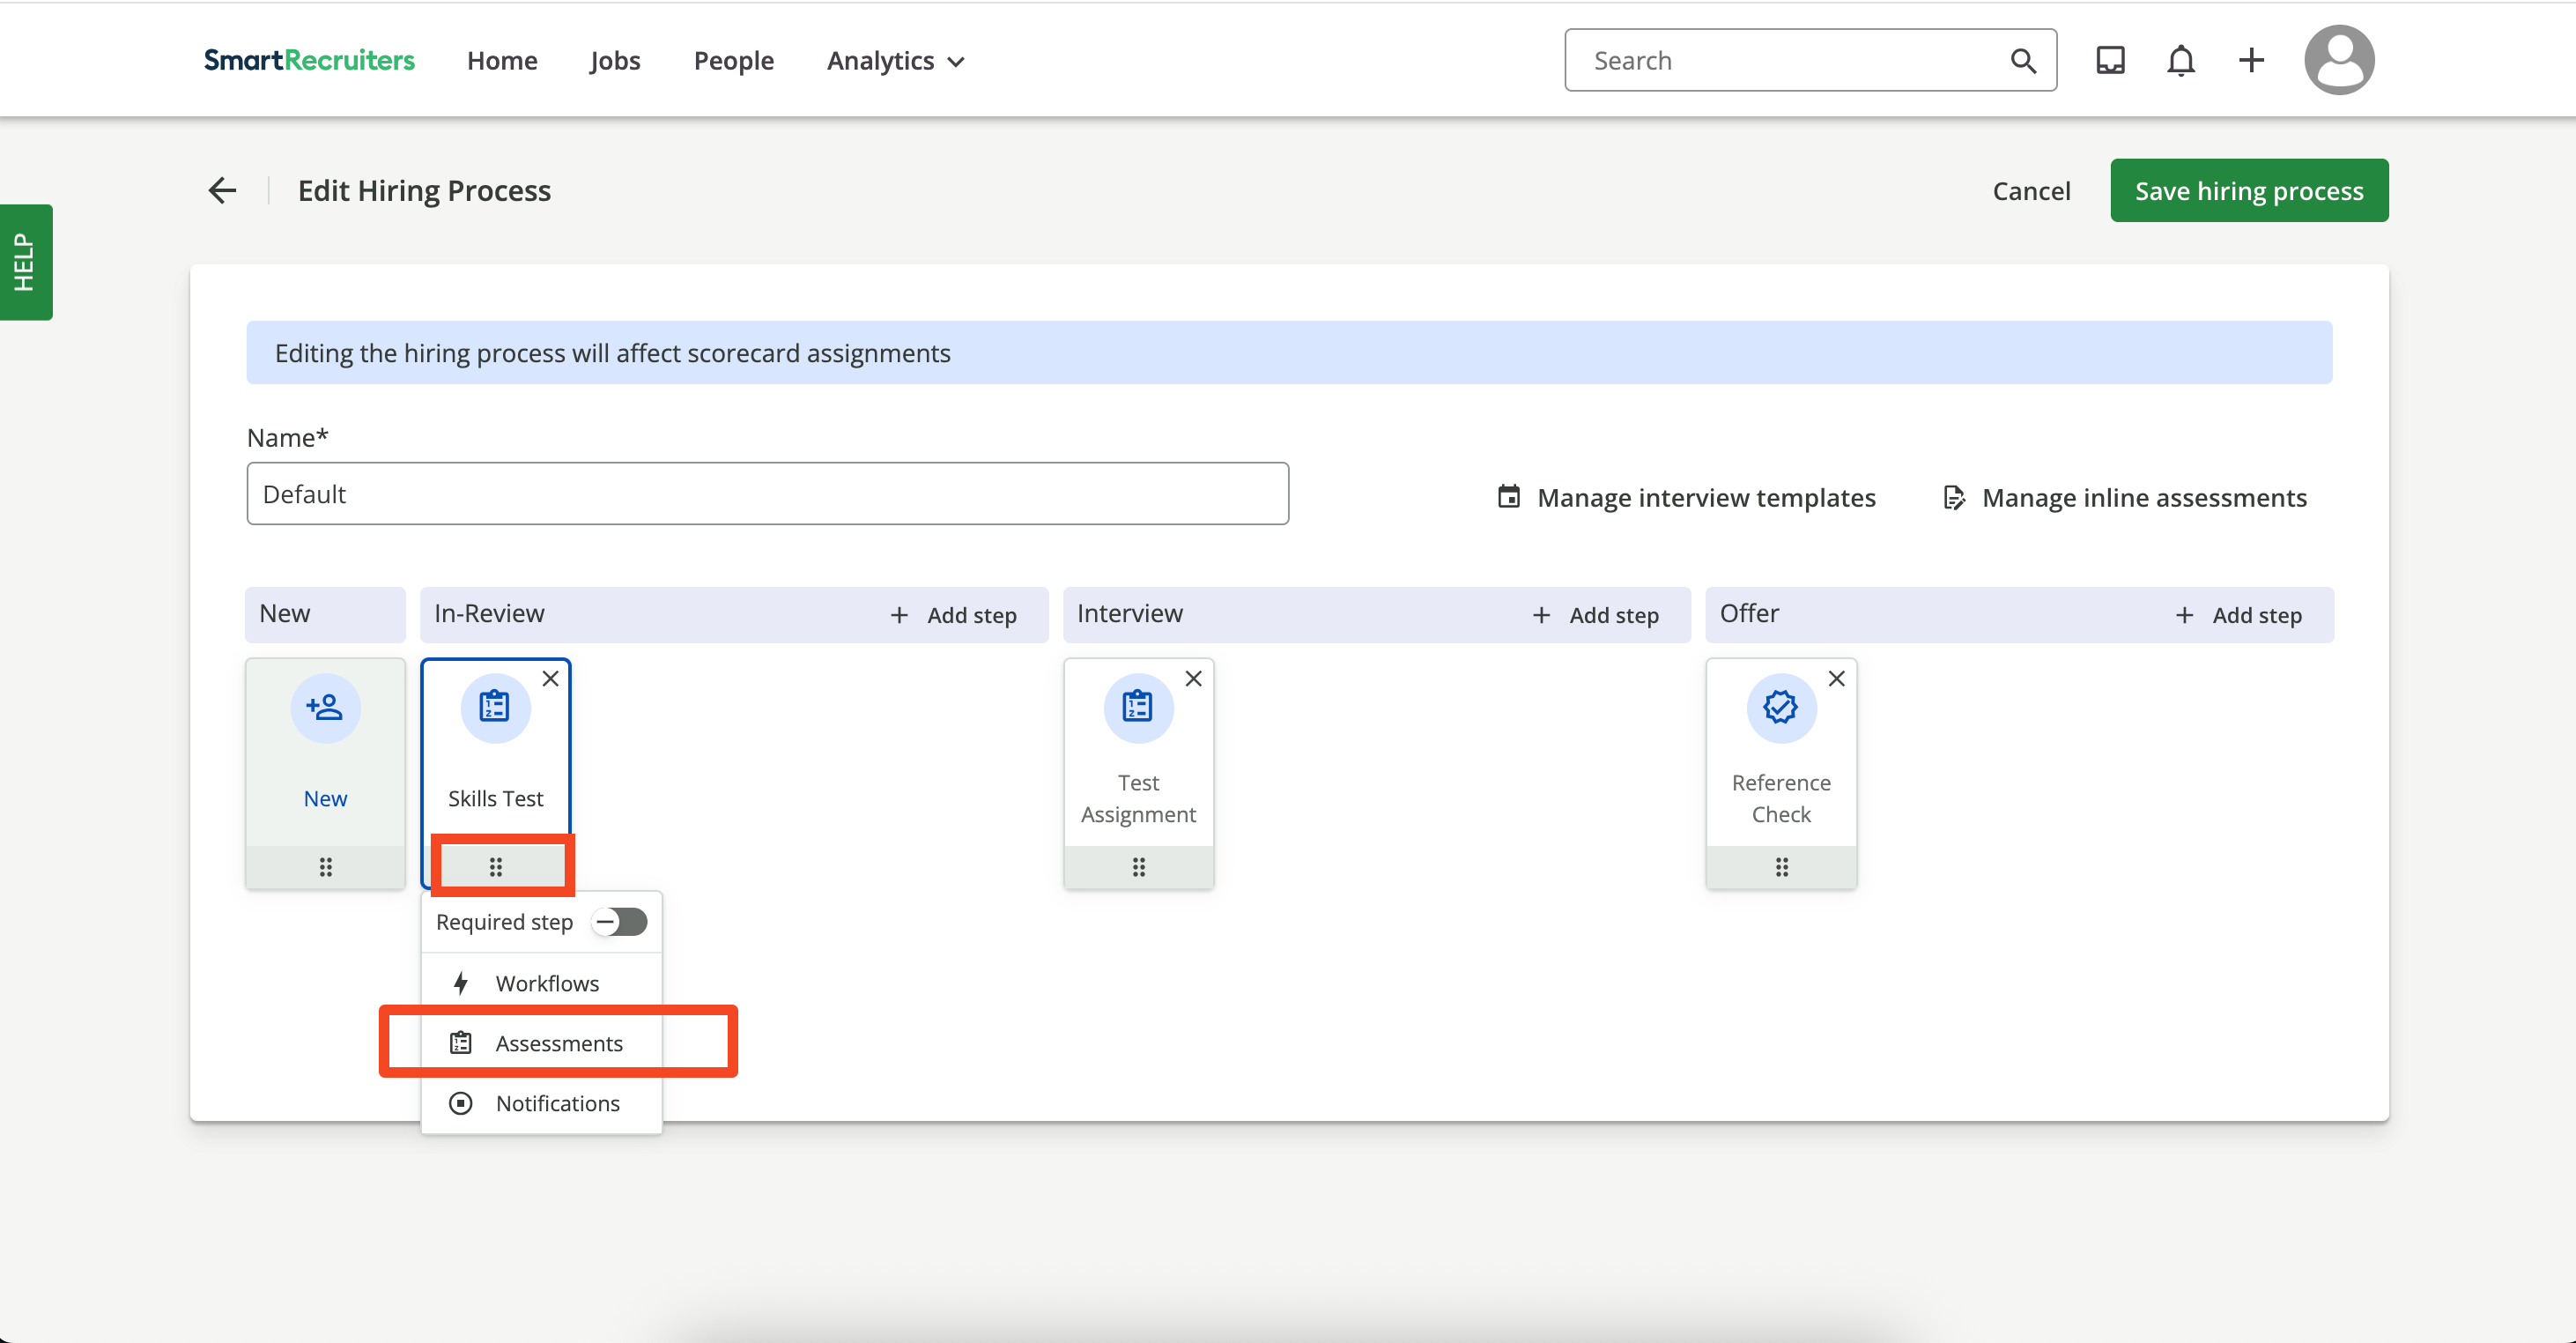 SmartRecruiters Home Jobs People Analytics Search
HELP
Edit Hiring Process Cancel Save hiring process
Editing the hiring process will affect scorecard assignments
Name*
Default
Manage interview templates Manage inline assessments
New In-Review + Add step Interview + Add step Offer + Add step
New
Skills Test
Test
Assignment
Reference
Check
Required step
Workflows
Assessments
Notifications